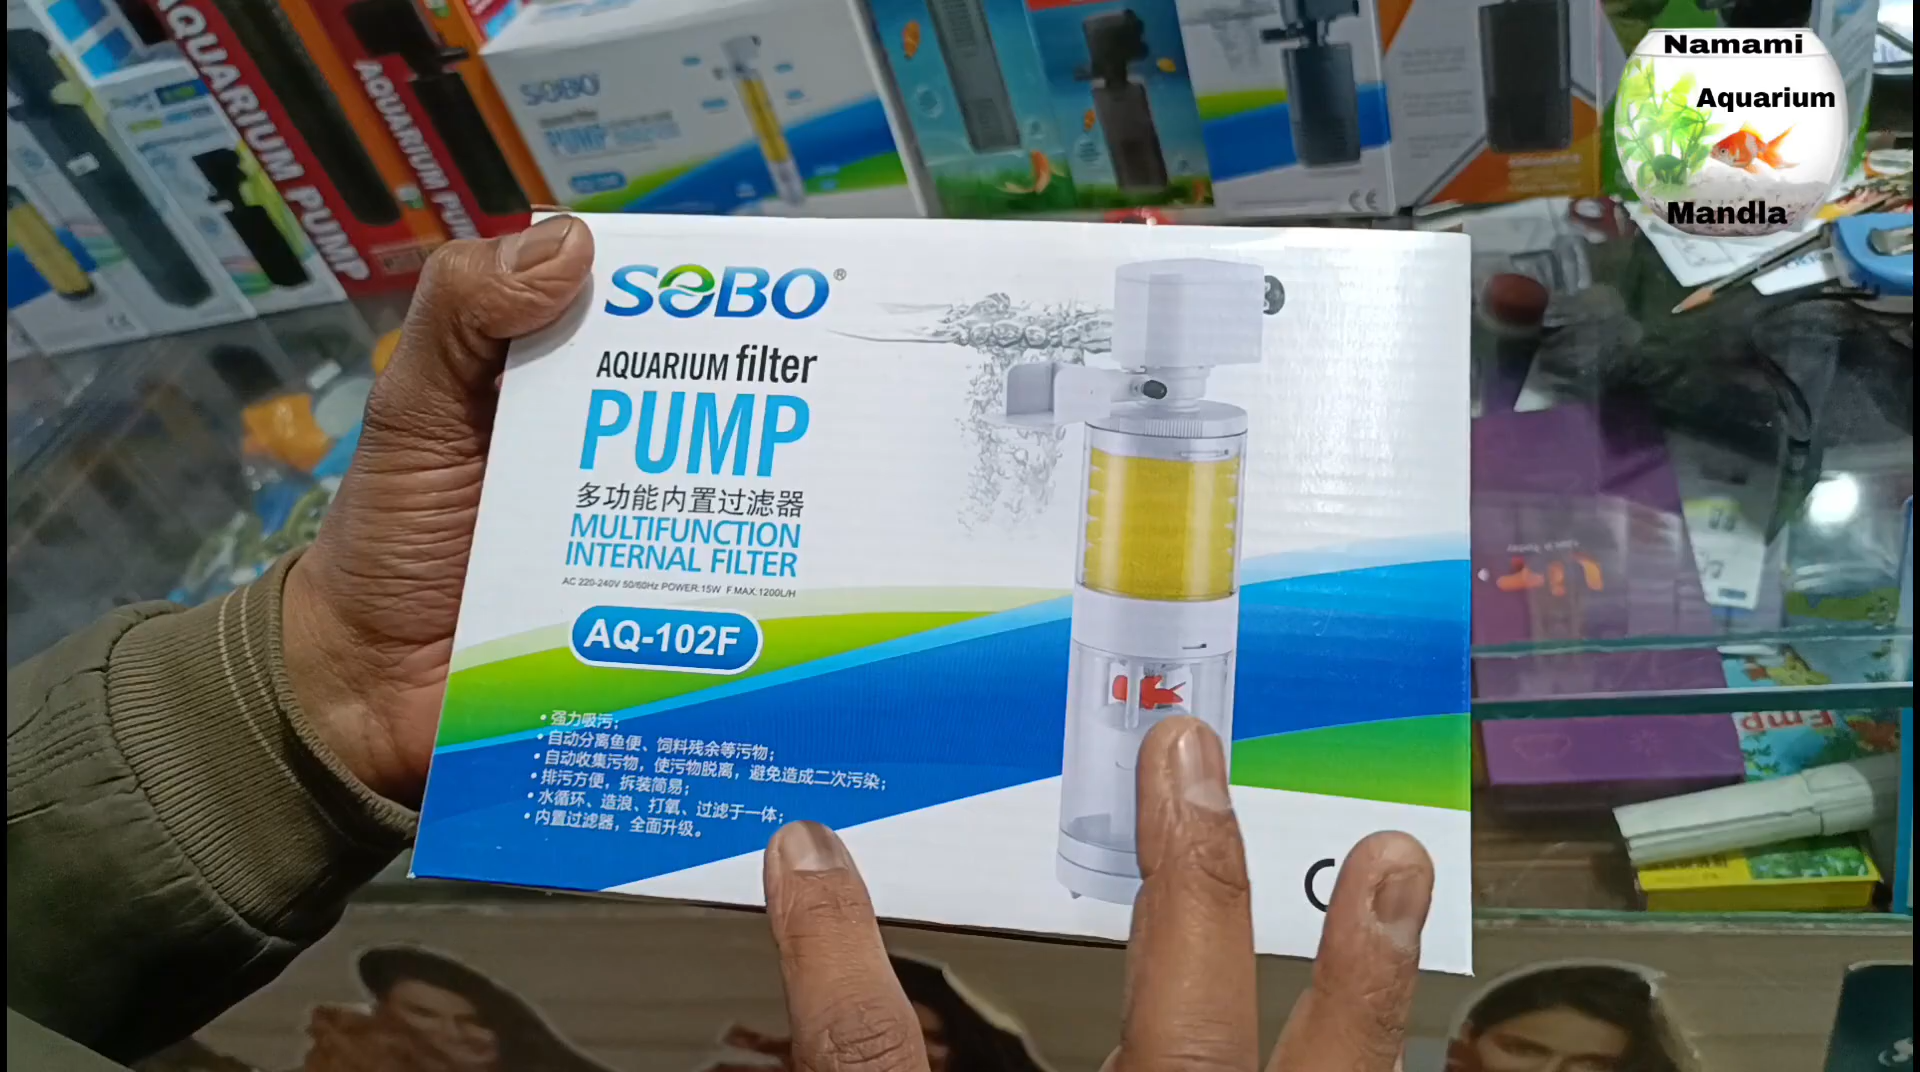 Namami
Aquarium
Mandla
AQUARIUM PUMP
AQUARIUM PUMP
SOBO
PUMP
SOBO®
AQUARIUM filter
PUMP
多功能内置过滤器
MULTIFUNCTION
INTERNAL FILTER
AC 220-240V 50/60Hz POWER:15W F.MAX.1200L/H
AQ-102F
• 强力吸污;
• 自动分离鱼便、饲料残余等污物;
• 自动收集污物,使污物脱离,避免造成二次污染;
• 排污方便,拆装简易;
• 水循环、造浪、打氧、过滤于一体;
• 内置过滤器,全面升级。